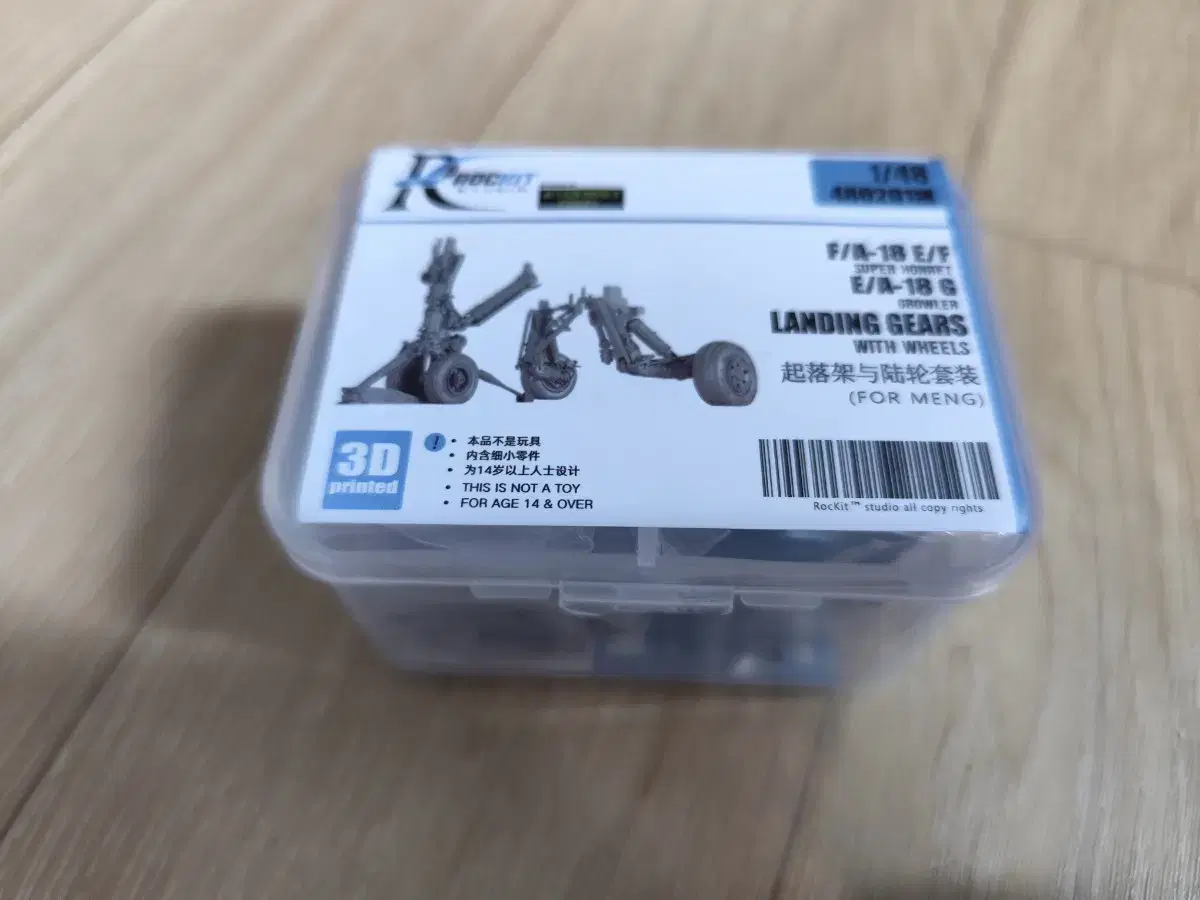 ROCKIT
1/48
F/A-18 E/F
SUPER HORNET
E/A-18 G
GROWLER
LANDING GEARS
WITH WHEELS
起落架与陆轮套装
(FOR MENG)
3D
printed
!
• 本品不是玩具
• 内含细小零件
• 为14岁以上人士设计
• THIS IS NOT A TOY
• FOR AGE 14 & OVER
RocKit™ studio all copy rights